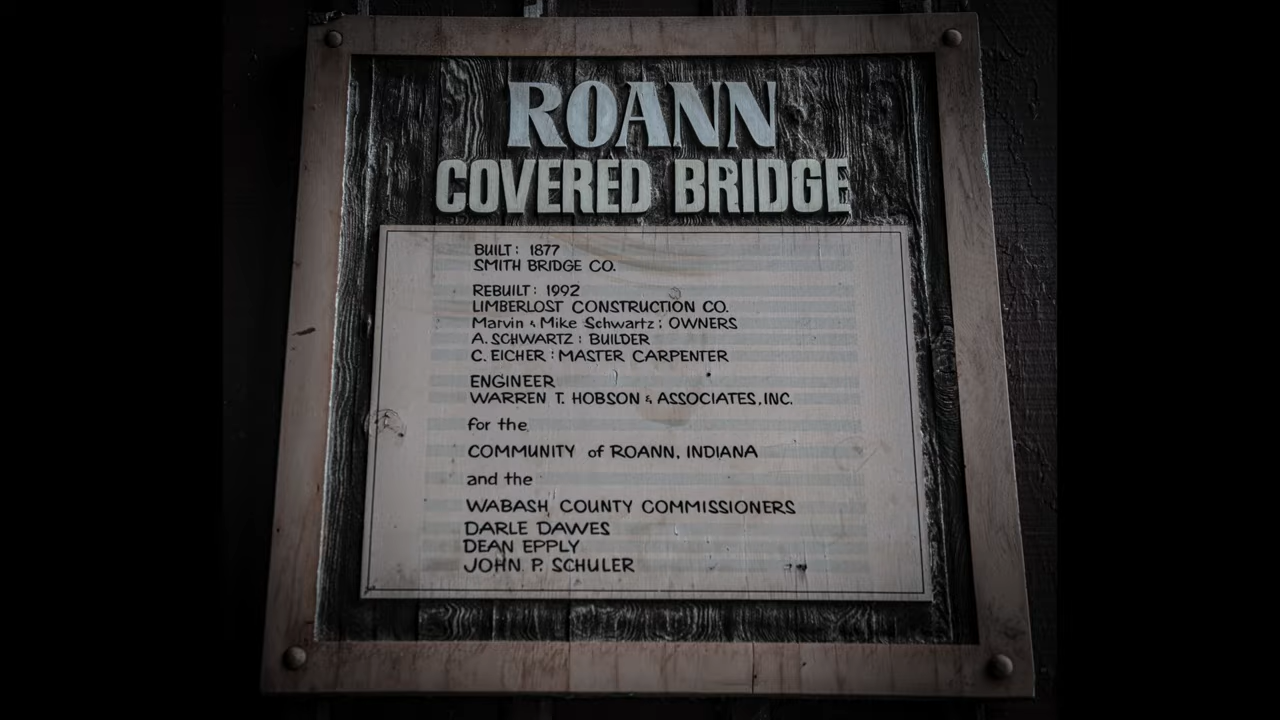 ROANN
COVERED BRIDGE
BUILT: 1877
SMITH BRIDGE CO.
REBUILT: 1992
LIMBERLOST CONSTRUCTION CO.
Marvin & Mike Schwartz: OWNERS
A. SCHWARTZ: BUILDER
C. EICHER: MASTER CARPENTER
ENGINEER
WARREN T. HOBSON & ASSOCIATES, INC.
for the
COMMUNITY of ROANN, INDIANA
and the
WABASH COUNTY COMMISSIONERS
DARLE DAWES
DEAN EPPLY
JOHN P. SCHULER